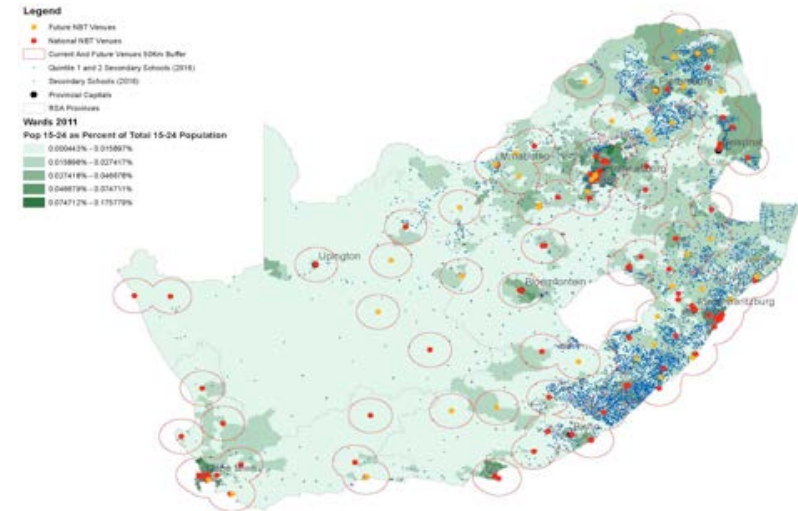 Legend
Future NBT Venues
National NBT Venues
Current And Future Venues 50Km Buffer
Quintile 1 and 2 Secondary Schools (2016)
Secondary Schools (2016)
Provincial Capitals
RSA Provinces
Wards 2011
Pop 15-24 as Percent of Total 15-24 Population
0.000443% - 0.015897%
0.015898% - 0.027417%
0.027418% - 0.046678%
0.046679% - 0.074711%
0.074712% - 0.175779%
Upington
Bloemfontein